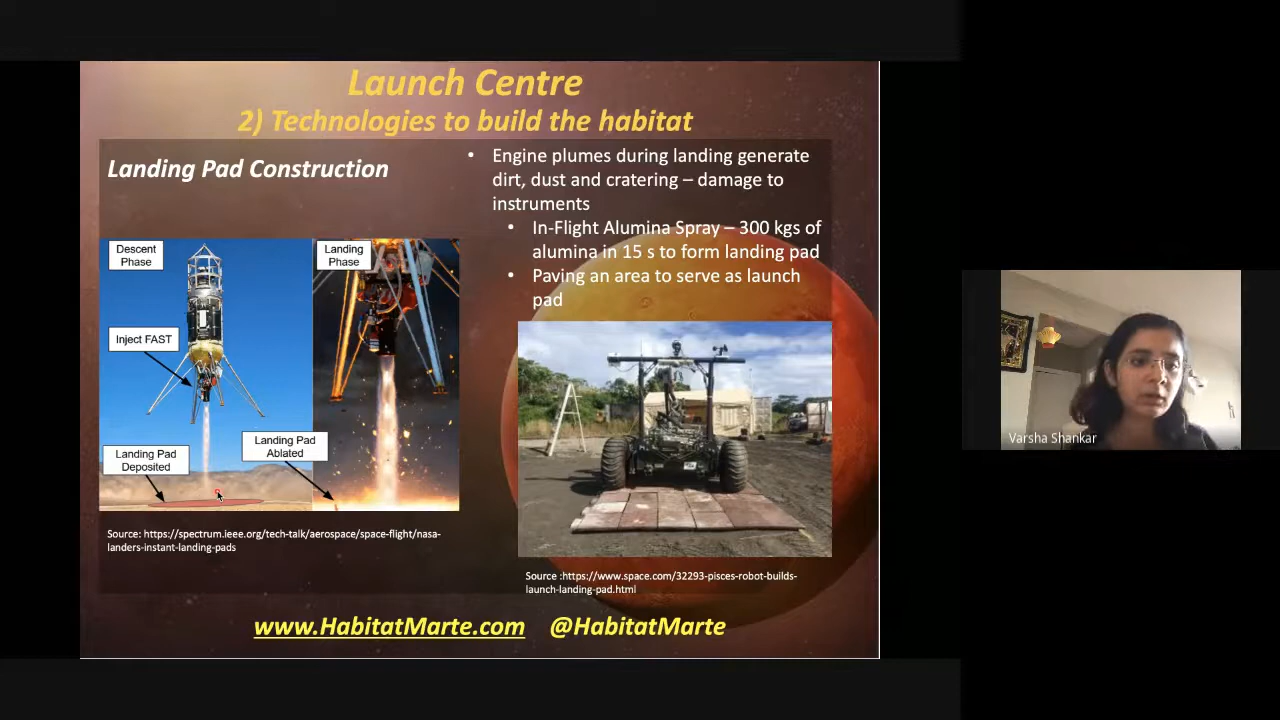 Launch Centre
2) Technologies to build the habitat
Landing Pad Construction
• Engine plumes during landing generate
dirt, dust and cratering – damage to
instruments
• In-Flight Alumina Spray – 300 kgs of
alumina in 15 s to form landing pad
• Paving an area to serve as launch
pad
Descent
Phase
Landing
Phase
Inject FAST
Landing Pad
Ablated
Landing Pad
Deposited
Source: https://spectrum.ieee.org/tech-talk/aerospace/space-flight/nasa-
landers-instant-landing-pads
Source :https://www.space.com/32293-pisces-robot-builds-
launch-landing-pad.html
www.HabitatMarte.com @HabitatMarte
Varsha Shankar